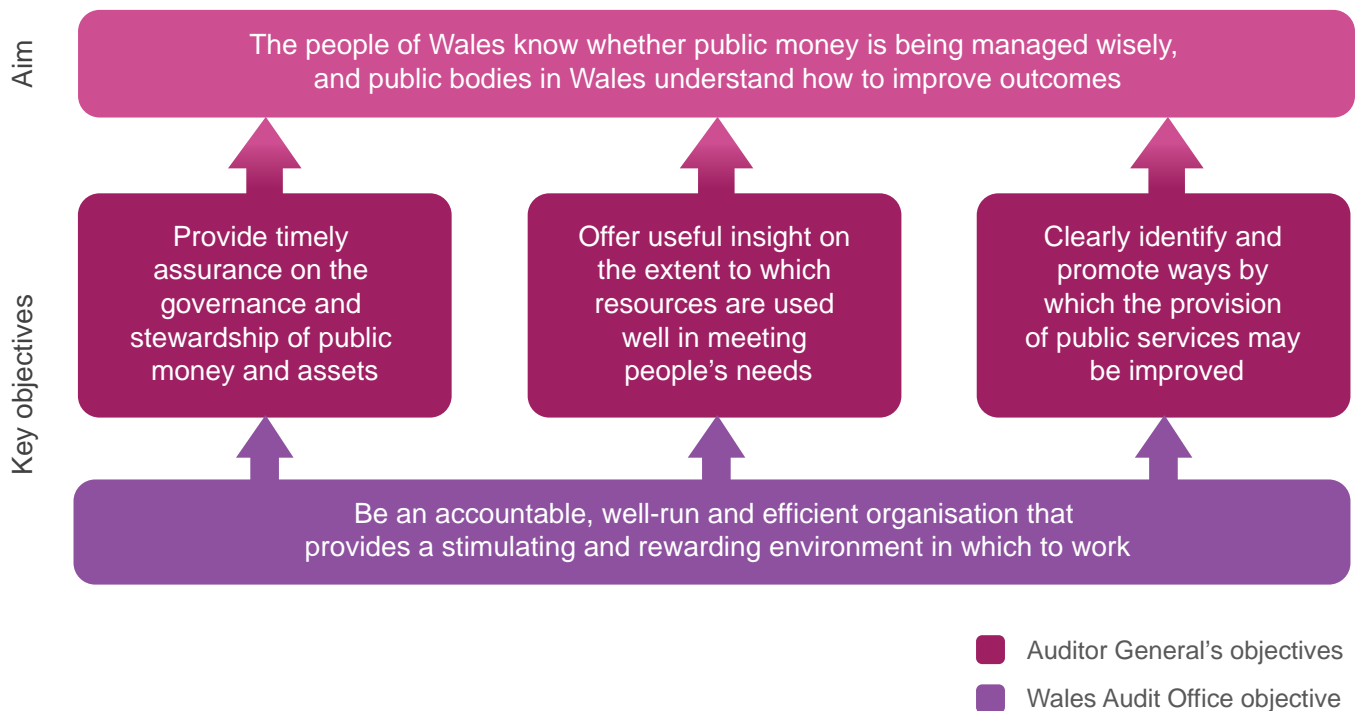 Aim
The people of Wales know whether public money is being managed wisely,
and public bodies in Wales understand how to improve outcomes
Key objectives
Provide timely
assurance on the
governance and
stewardship of public
money and assets
Offer useful insight on
the extent to which
resources are used
well in meeting
people's needs
Clearly identify and
promote ways by
which the provision
of public services may
be improved
Be an accountable, well-run and efficient organisation that
provides a stimulating and rewarding environment in which to work
Auditor General's objectives
Wales Audit Office objective